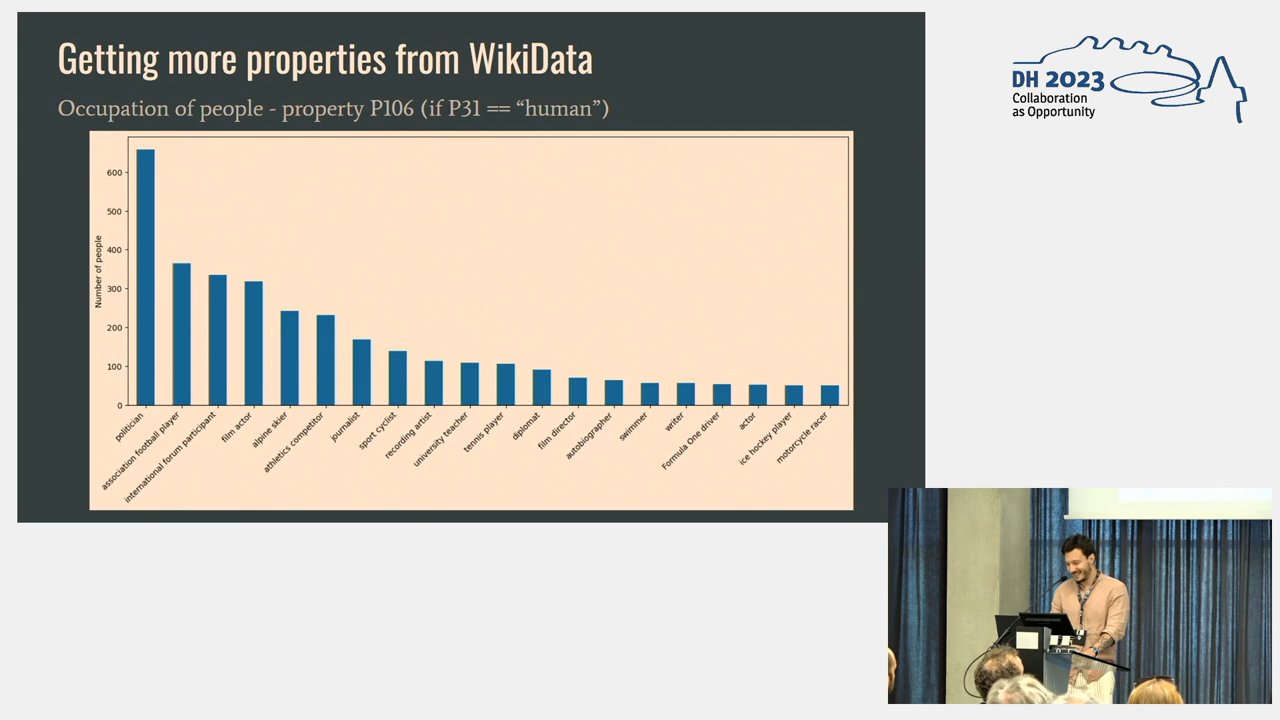 Getting more properties from WikiData
Occupation of people - property P106 (if P31 == “human”)
DH 2023
Collaboration
as Opportunity
Number of people
600
500
400
300
200
100
0
politician
association football player
international forum participant
film actor
alpine skier
athletics competitor
journalist
sport cyclist
recording artist
university teacher
tennis player
diplomat
film director
autobiographer
swimmer
writer
Formula One driver
actor
ice hockey player
motorcycle racer